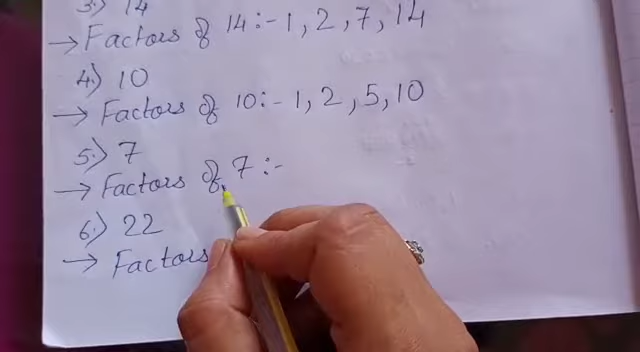 3.) 14
→ Factors of 14:- 1, 2, 7, 14
4.) 10
→ Factors of 10:- 1, 2, 5, 10
5.) 7
→ Factors of 7:-
6.) 22
→ Factors